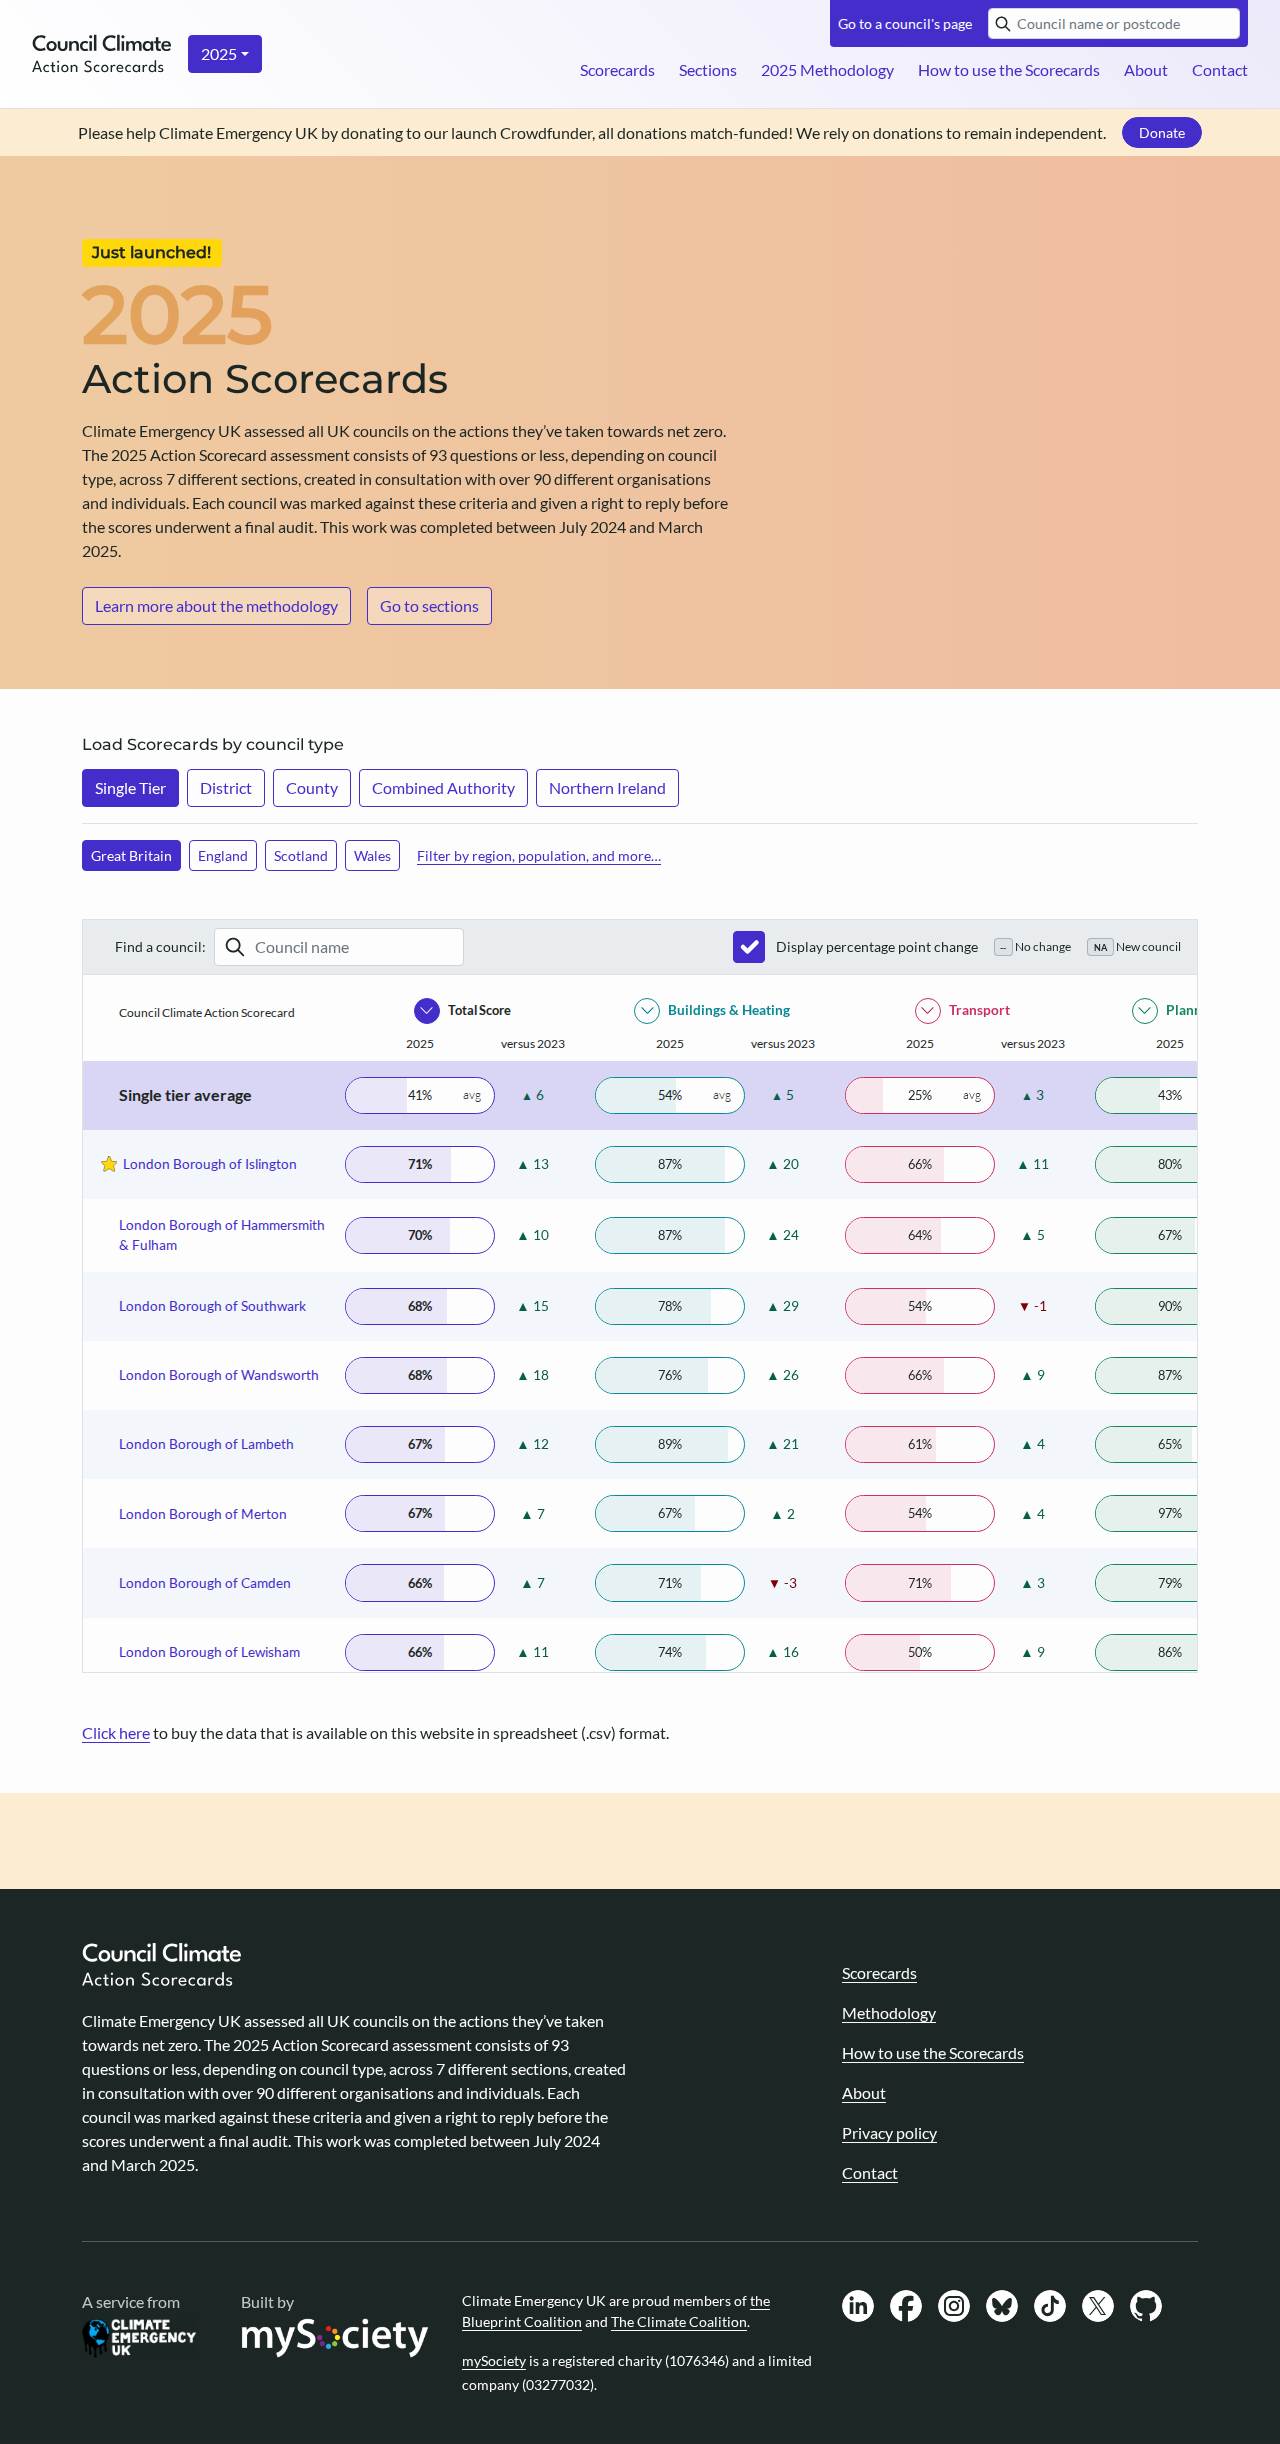 Council Climate
Action Scorecards
2025
Go to a council's page
Council name or postcode
Scorecards
Sections
2025 Methodology
How to use the Scorecards
About
Contact
Please help Climate Emergency UK by donating to our launch Crowdfunder, all donations match-funded! We rely on donations to remain independent.
Donate
Just launched!
2025
Action Scorecards
Climate Emergency UK assessed all UK councils on the actions they’ve taken towards net zero.
The 2025 Action Scorecard assessment consists of 93 questions or less, depending on council
type, across 7 different sections, created in consultation with over 90 different organisations
and individuals. Each council was marked against these criteria and given a right to reply before
the scores underwent a final audit. This work was completed between July 2024 and March
2025.
Learn more about the methodology
Go to sections
Load Scorecards by council type
Single Tier
District
County
Combined Authority
Northern Ireland
Great Britain
England
Scotland
Wales
Filter by region, population, and more...
Find a council:
Council name
Display percentage point change
-- No change
NA New council
Council Climate Action Scorecard
Total Score
Buildings & Heating
Transport
Plann
2025 versus 2023 2025 versus 2023 2025 versus 2023 2025
Single tier average 41% avg ▲ 6 54% avg ▲ 5 25% avg ▲ 3 43%
London Borough of Islington 71% ▲ 13 87% ▲ 20 66% ▲ 11 80%
London Borough of Hammersmith
& Fulham
70% ▲ 10 87% ▲ 24 64% ▲ 5 67%
London Borough of Southwark 68% ▲ 15 78% ▲ 29 54% ▼ -1 90%
London Borough of Wandsworth 68% ▲ 18 76% ▲ 26 66% ▲ 9 87%
London Borough of Lambeth 67% ▲ 12 89% ▲ 21 61% ▲ 4 65%
London Borough of Merton 67% ▲ 7 67% ▲ 2 54% ▲ 4 97%
London Borough of Camden 66% ▲ 7 71% ▼ -3 71% ▲ 3 79%
London Borough of Lewisham 66% ▲ 11 74% ▲ 16 50% ▲ 9 86%
Click here to buy the data that is available on this website in spreadsheet (.csv) format.
Council Climate
Action Scorecards
Climate Emergency UK assessed all UK councils on the actions they’ve taken
towards net zero. The 2025 Action Scorecard assessment consists of 93
questions or less, depending on council type, across 7 different sections, created
in consultation with over 90 different organisations and individuals. Each
council was marked against these criteria and given a right to reply before the
scores underwent a final audit. This work was completed between July 2024
and March 2025.
Scorecards
Methodology
How to use the Scorecards
About
Privacy policy
Contact
A service from
CLIMATE
EMERGENCY
UK
Built by
mySociety
Climate Emergency UK are proud members of the
Blueprint Coalition and The Climate Coalition.
mySociety is a registered charity (1076346) and a limited
company (03277032).